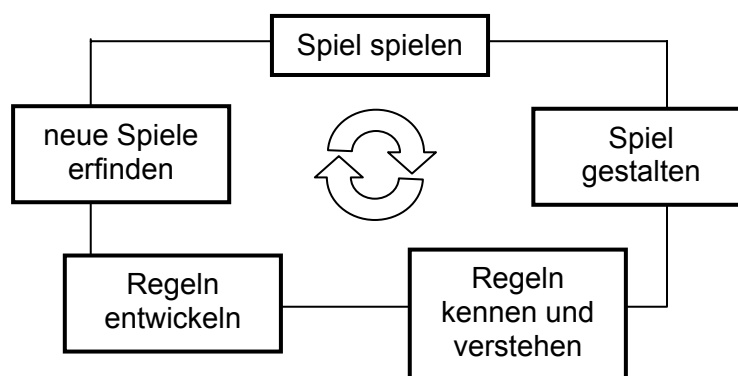 Spiel spielen
neue Spiele
erfinden
Spiel
gestalten
Regeln
entwickeln
Regeln
kennen und
verstehen